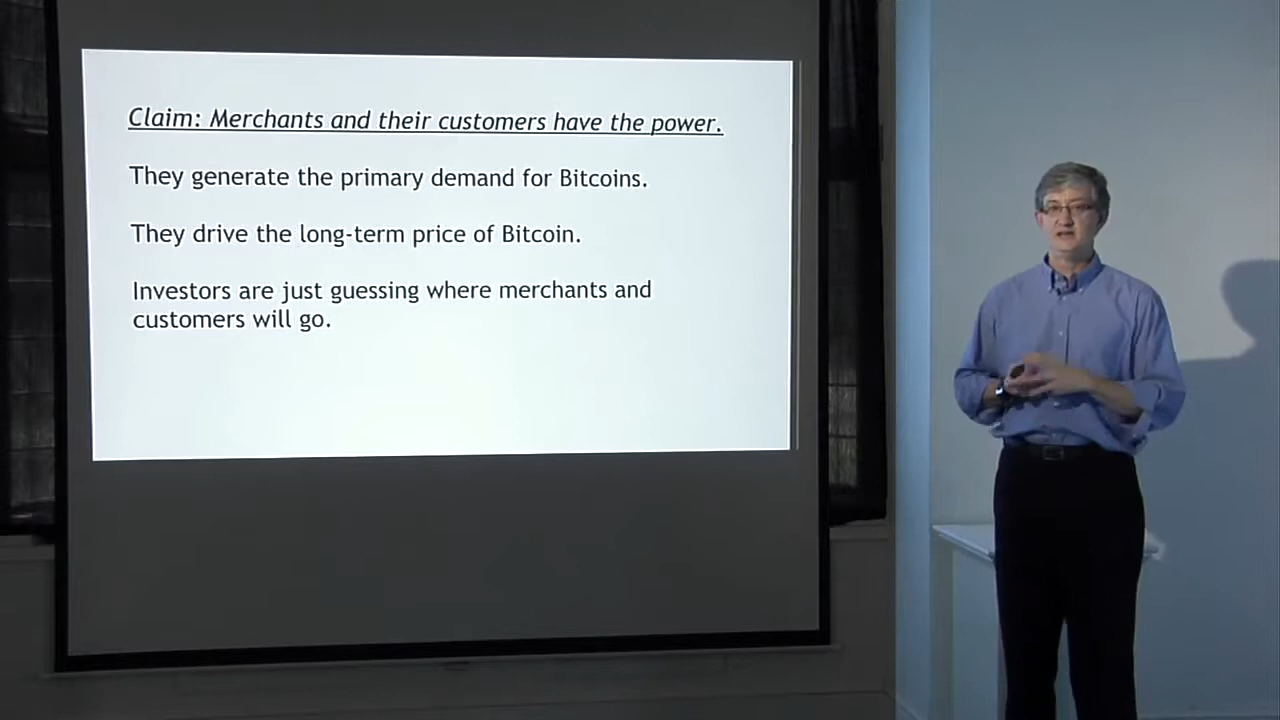 Claim: Merchants and their customers have the power.
They generate the primary demand for Bitcoins.
They drive the long-term price of Bitcoin.
Investors are just guessing where merchants and
customers will go.